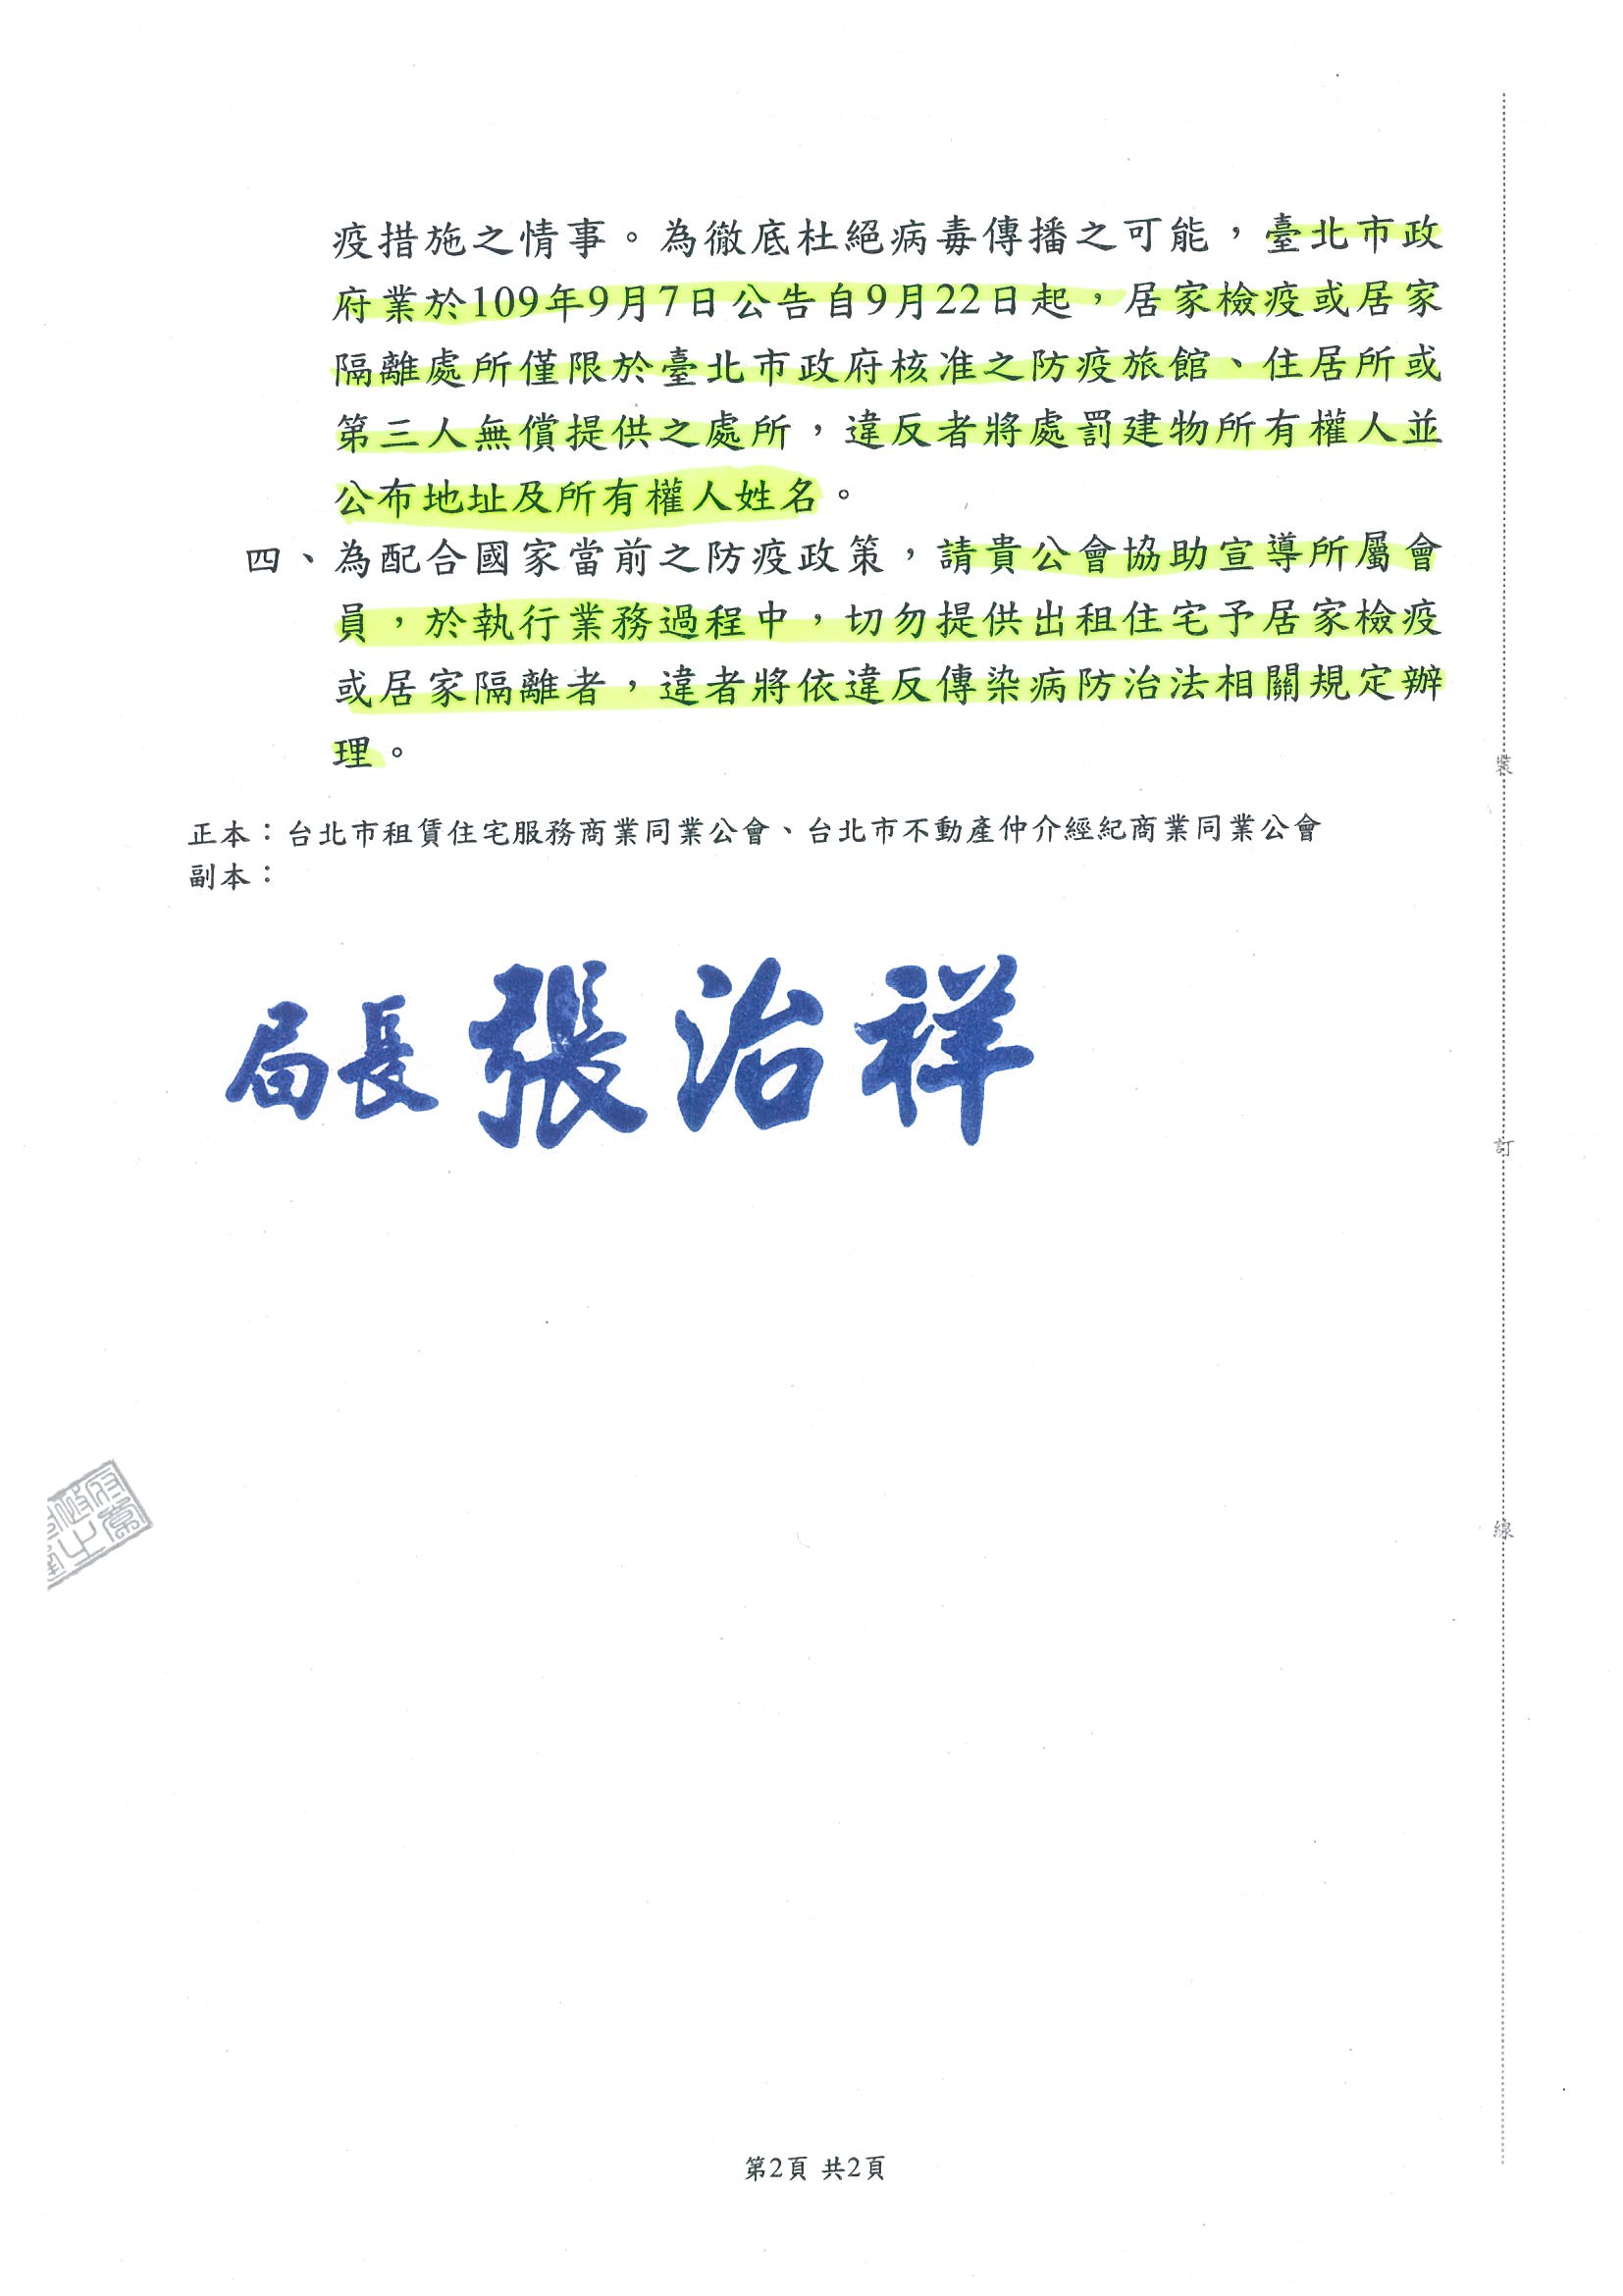 疫措施之情事。為徹底杜絕病毒傳播之可能，臺北市政
府業於109年9月7日公告自9月22日起，居家檢疫或居家
隔離處所僅限於臺北市政府核准之防疫旅館、住居所或
第三人無償提供之處所，違反者將處罰建物所有權人並
公布地址及所有權人姓名。
四、為配合國家當前之防疫政策，請貴公會協助宣導所屬會
員，於執行業務過程中，切勿提供出租住宅予居家檢疫
或居家隔離者，違者將依違反傳染病防治法相關規定辦
理。
正本：台北市租賃住宅服務商業同業公會、台北市不動產仲介經紀商業同業公會
副本：
局長 張治祥
裝
訂
線
第2頁 共2頁